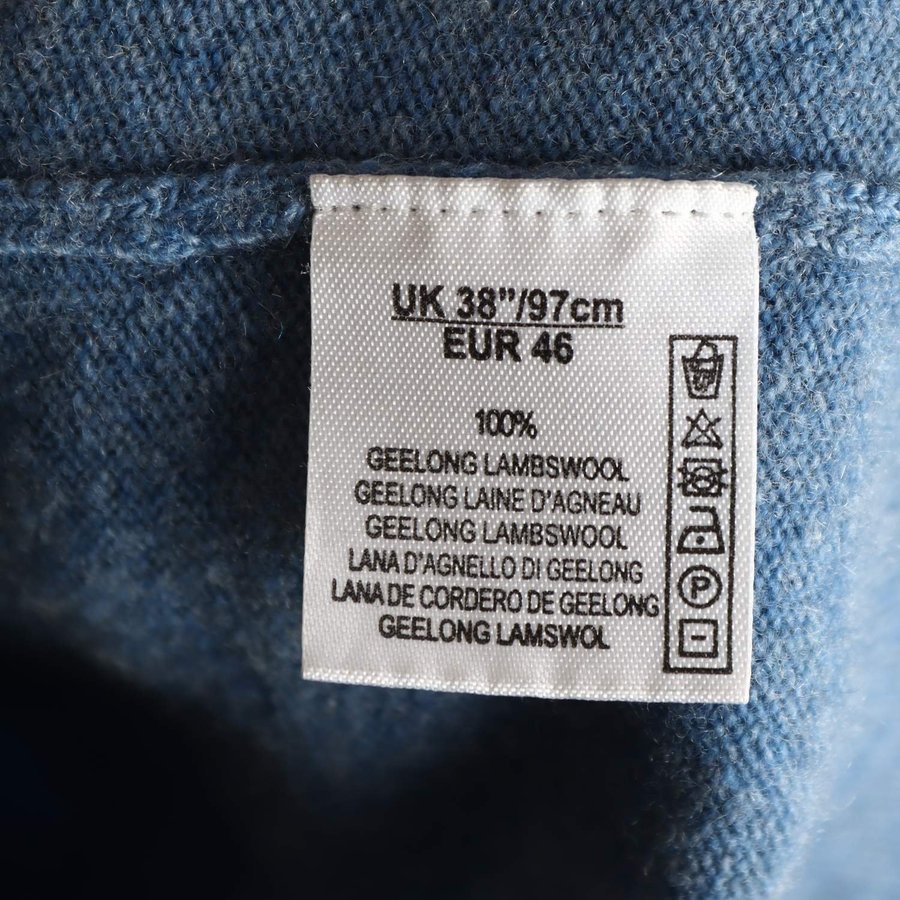 UK 38”/97cm
EUR 46
100%
GEELONG LAMBSWOOL
GEELONG LAINE D'AGNEAU
GEELONG LAMBSWOOL
LANA D'AGNELLO DI GEELONG
LANA DE CORDERO DE GEELONG
GEELONG LAMSWOL
P